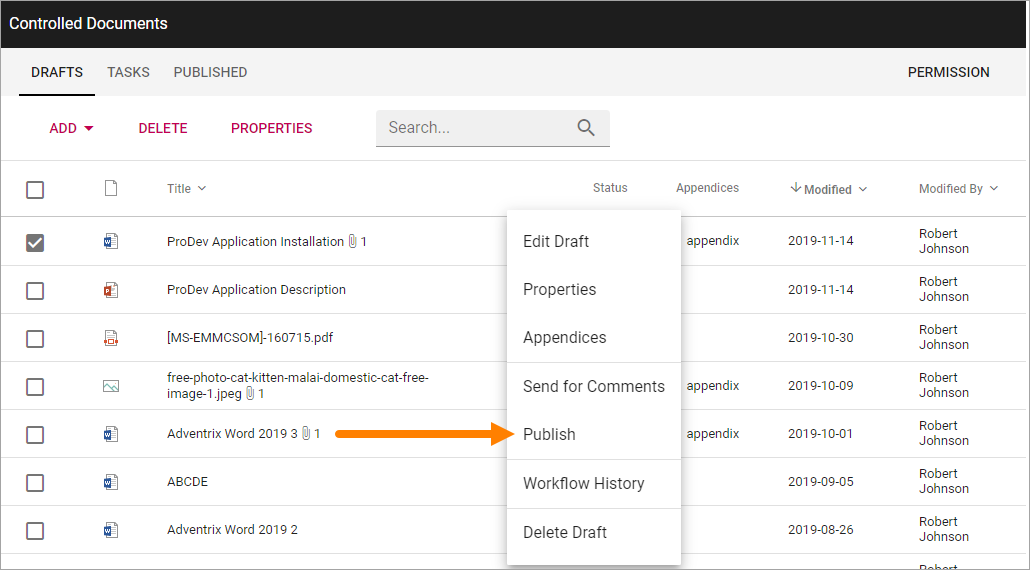 Controlled Documents
DRAFTS TASKS PUBLISHED PERMISSION
ADD DELETE PROPERTIES Search...
Title Status Appendices Modified Modified By
ProDev Application Installation 1 appendix 2019-11-14 Robert
Johnson
Edit Draft
ProDev Application Description 2019-11-14 Robert
Johnson
Properties
[MS-EMMCSOM]-160715.pdf 2019-10-30 Robert
Johnson
Appendices
free-photo-cat-kitten-malai-domestic-cat-free-
image-1.jpeg 1 appendix 2019-10-09 Robert
Johnson
Send for Comments
Adventrix Word 2019 3 1 appendix 2019-10-01 Robert
Johnson
Publish
ABCDE 2019-09-05 Robert
Johnson
Workflow History
Adventrix Word 2019 2 2019-08-26 Robert
Johnson
Delete Draft